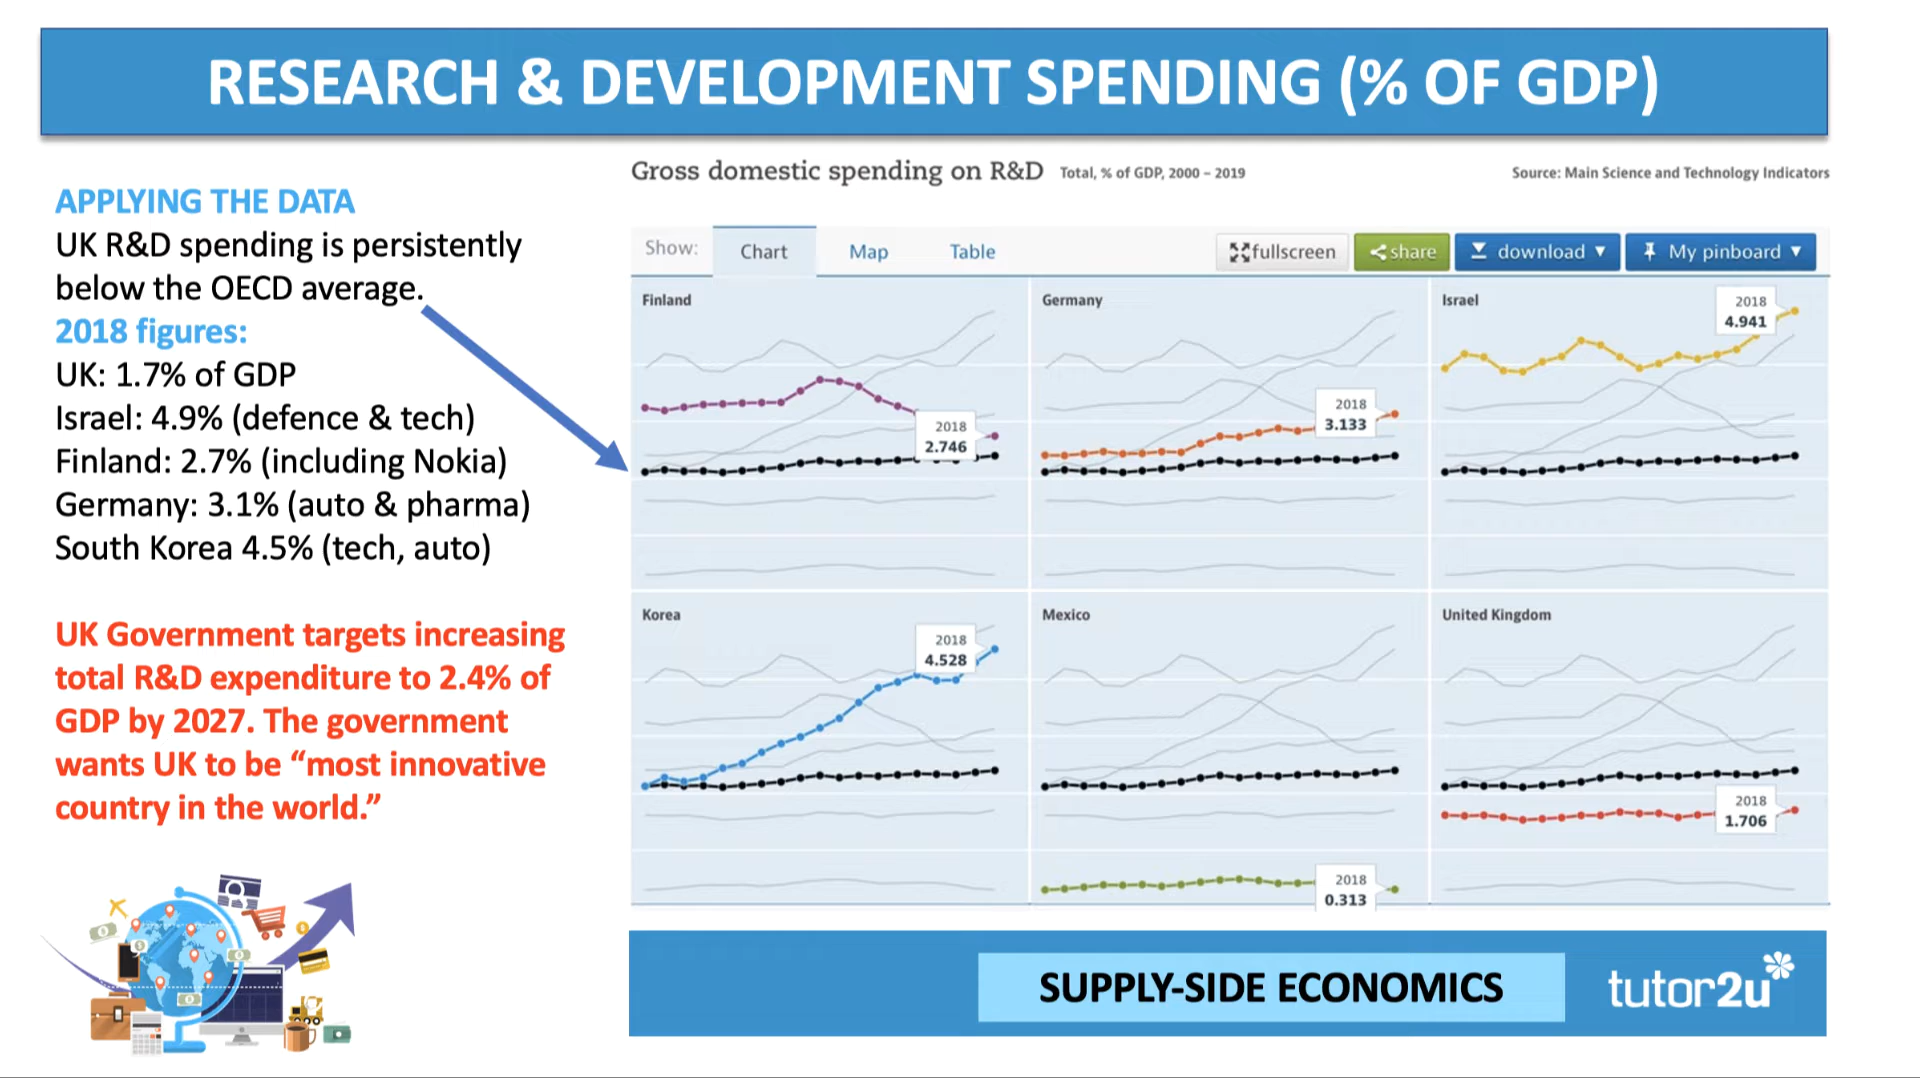 RESEARCH & DEVELOPMENT SPENDING (% OF GDP)
APPLYING THE DATA
UK R&D spending is persistently
below the OECD average.
2018 figures:
UK: 1.7% of GDP
Israel: 4.9% (defence & tech)
Finland: 2.7% (including Nokia)
Germany: 3.1% (auto & pharma)
South Korea 4.5% (tech, auto)
UK Government targets increasing
total R&D expenditure to 2.4% of
GDP by 2027. The government
wants UK to be “most innovative
country in the world.”
Gross domestic spending on R&D Total, % of GDP, 2000 – 2019
Source: Main Science and Technology Indicators
Show: Chart Map Table
fullscreen share download ▼ My pinboard ▼
Finland
2018
2.746
Germany
2018
3.133
Israel
2018
4.941
Korea
2018
4.528
Mexico
2018
0.313
United Kingdom
2018
1.706
SUPPLY-SIDE ECONOMICS
tutor2u